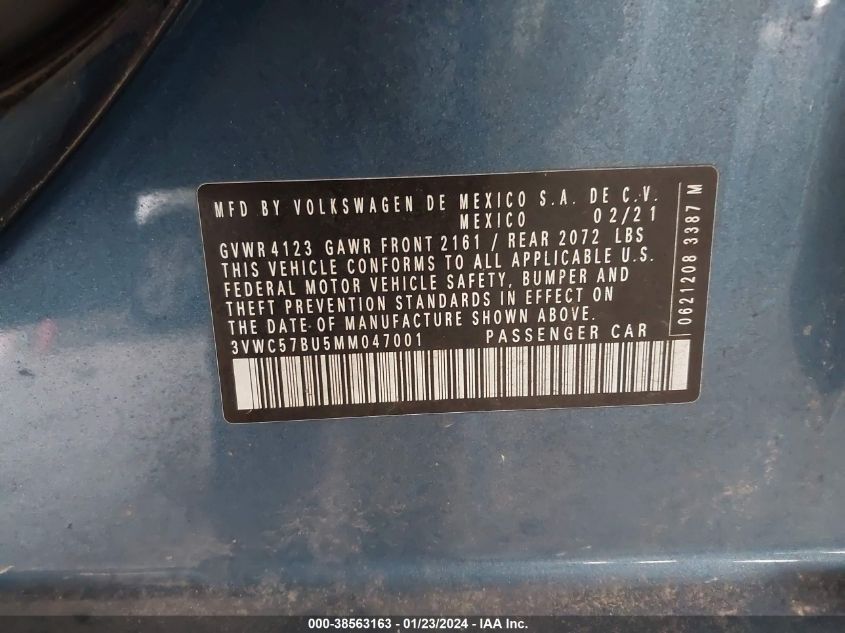 MFD BY VOLKSWAGEN DE MEXICO S.A. DE C.V.
MEXICO 02/21
GVWR 4123 GAWR FRONT 2161 / REAR 2072 LBS
THIS VEHICLE CONFORMS TO ALL APPLICABLE U.S.
FEDERAL MOTOR VEHICLE SAFETY, BUMPER AND
THEFT PREVENTION STANDARDS IN EFFECT ON
THE DATE OF MANUFACTURE SHOWN ABOVE.
3VWC57BU5MM047001 PASSENGER CAR
0621208 3387 M
000-38563163 - 01/23/2024 - IAA Inc.